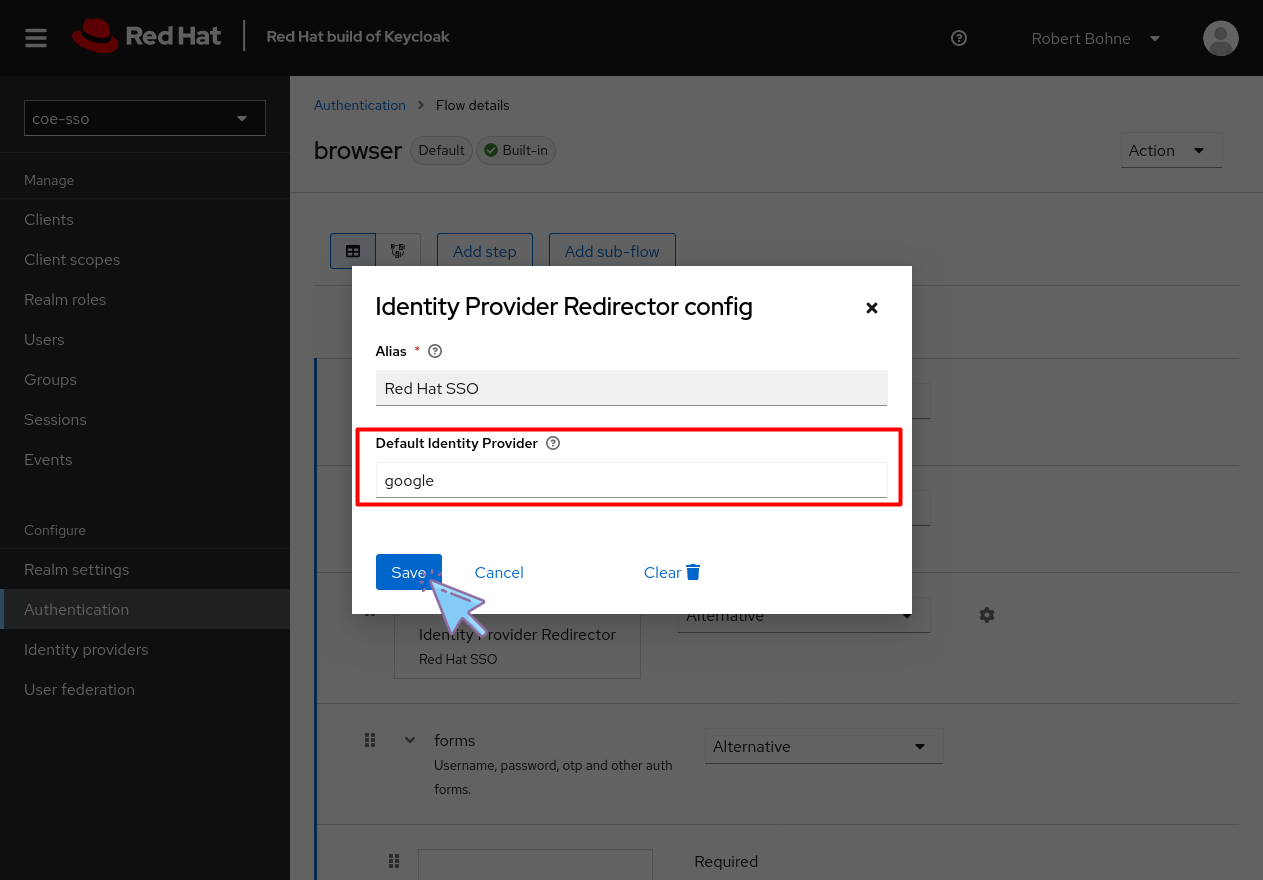 Red Hat
Red Hat build of Keycloak
Robert Bohne
coe-sso
Manage
Clients
Client scopes
Realm roles
Users
Groups
Sessions
Events
Configure
Realm settings
Authentication
Identity providers
User federation
Authentication > Flow details
browser Default Built-in
Action
Add step Add sub-flow
Identity Provider Redirector config
Alias *
Red Hat SSO
Default Identity Provider
google
Save Cancel Clear
Alternative
Identity Provider Redirector
Red Hat SSO
forms
Alternative
Username, password, otp and other auth
forms.
Required